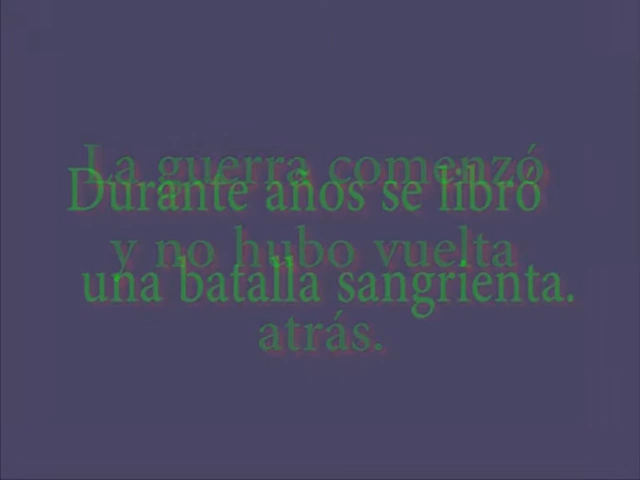 La guerra comenzó
Durante años se libró
y no hubo vuelta
una batalla sangrienta.
atrás.